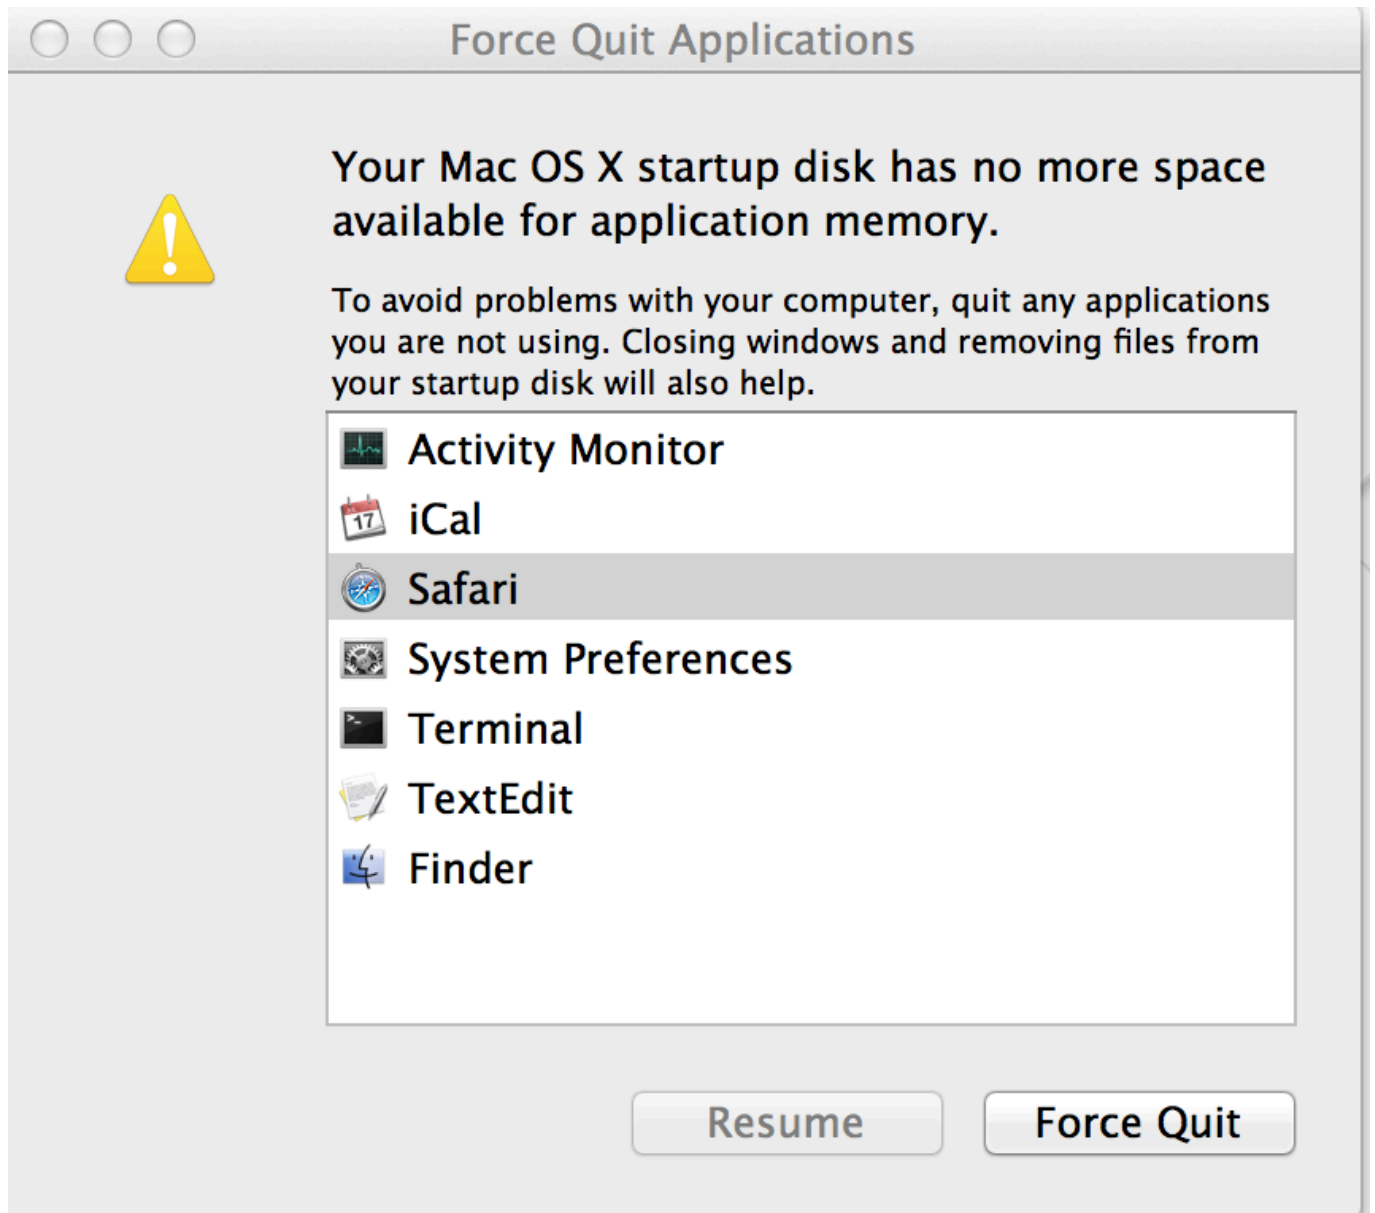 Force Quit Applications
Your Mac OS X startup disk has no more space
available for application memory.
To avoid problems with your computer, quit any applications
you are not using. Closing windows and removing files from
your startup disk will also help.
Activity Monitor
17
iCal
Safari
System Preferences
>_
Terminal
TextEdit
Finder
Resume
Force Quit